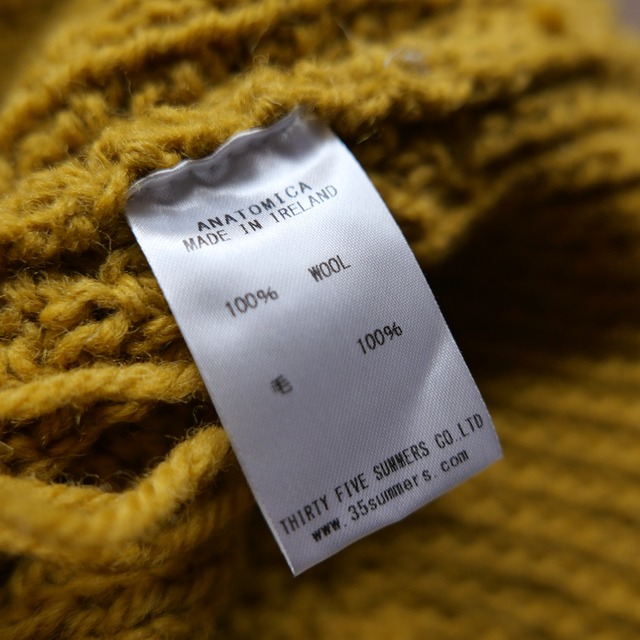 ANATOMICA
MADE IN IRELAND
100% WOOL
毛 100%
THIRTY FIVE SUMMERS CO.LTD
www.35summers.com